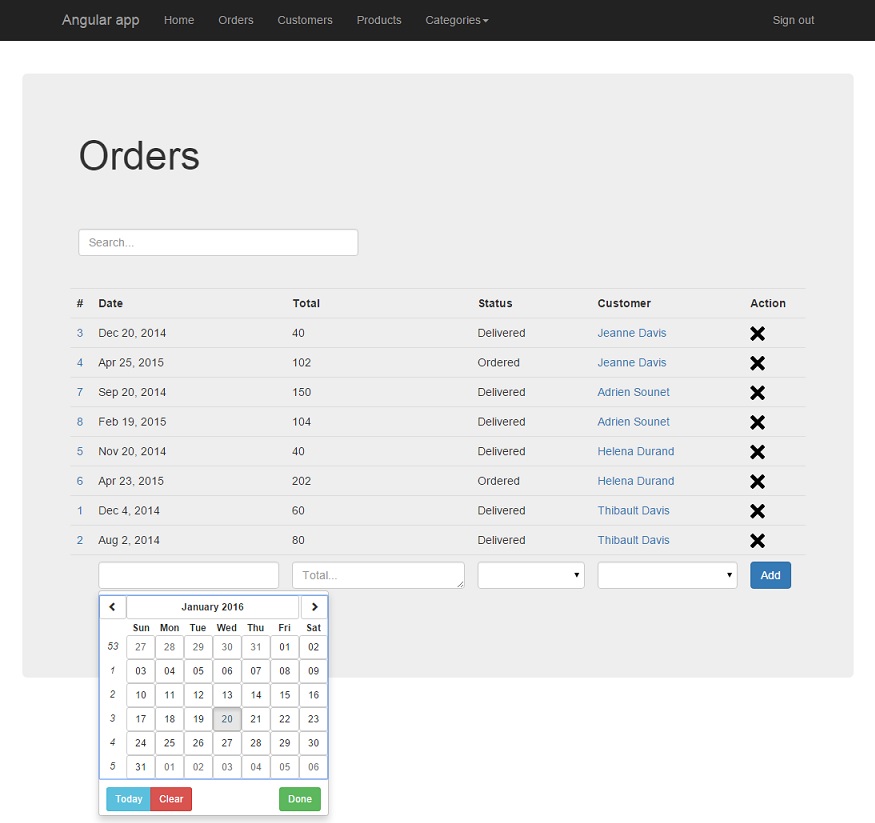 Angular app Home Orders Customers Products Categories Sign out
Orders
Search...
# Date Total Status Customer Action
3 Dec 20, 2014 40 Delivered Jeanne Davis
4 Apr 25, 2015 102 Ordered Jeanne Davis
7 Sep 20, 2014 150 Delivered Adrien Sounet
8 Feb 19, 2015 104 Delivered Adrien Sounet
5 Nov 20, 2014 40 Delivered Helena Durand
6 Apr 23, 2015 202 Ordered Helena Durand
1 Dec 4, 2014 60 Delivered Thibault Davis
2 Aug 2, 2014 80 Delivered Thibault Davis
Total... Add
January 2016
Sun Mon Tue Wed Thu Fri Sat
53 27 28 29 30 31 01 02
1 03 04 05 06 07 08 09
2 10 11 12 13 14 15 16
3 17 18 19 20 21 22 23
4 24 25 26 27 28 29 30
5 31 01 02 03 04 05 06
Today Clear Done